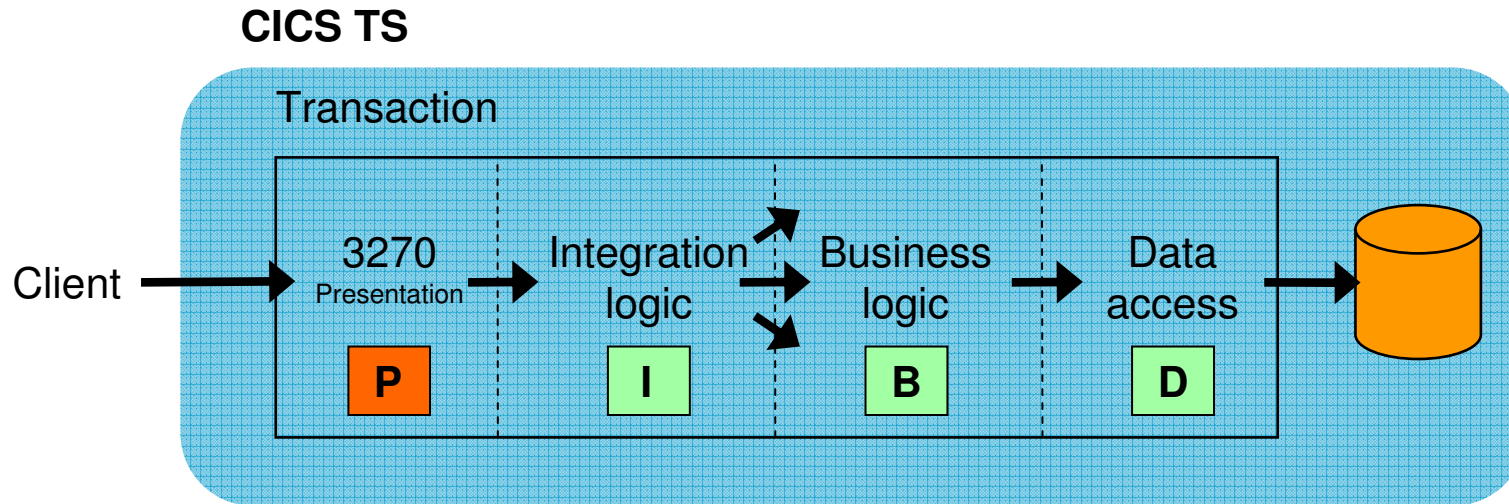 CICS TS
Transaction
Client
3270
Presentation
Integration
logic
Business
logic
Data
access
P
I
B
D